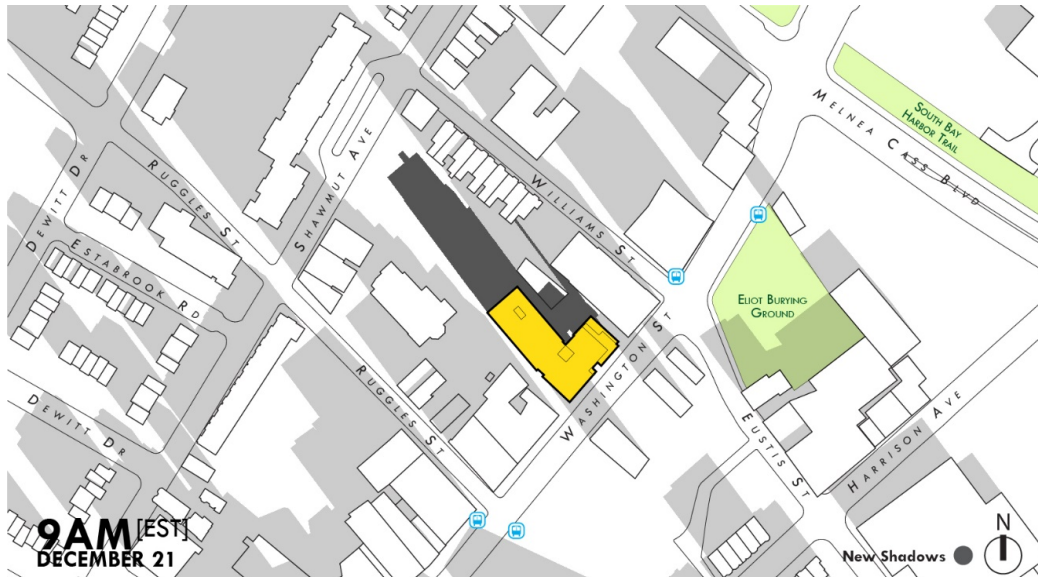 SOUTH BAY
HARBOR TRAIL
MELNEA CASS BLVD
DEWITT DR
RUGGLES ST
SHAWMUT AVE
WILLIAMS ST
ESTABROOK RD
ELIOT BURYING
GROUND
WASHINGTON ST
RUGGLES ST
DEWITT DR
EUSTIS ST
HARRISON AVE
9AM [EST]
DECEMBER 21
New Shadows
N